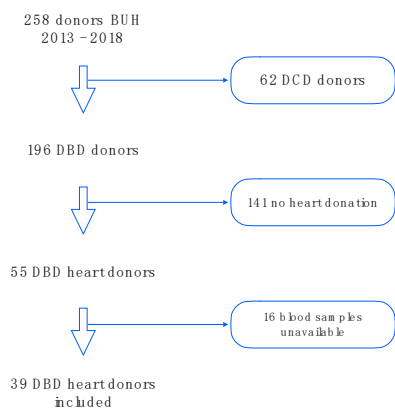 258 donors BUH
2013 – 2018
62 DCD donors
196 DBD donors
141 no heart donation
55 DBD heart donors
16 blood samples
unavailable
39 DBD heart donors
included